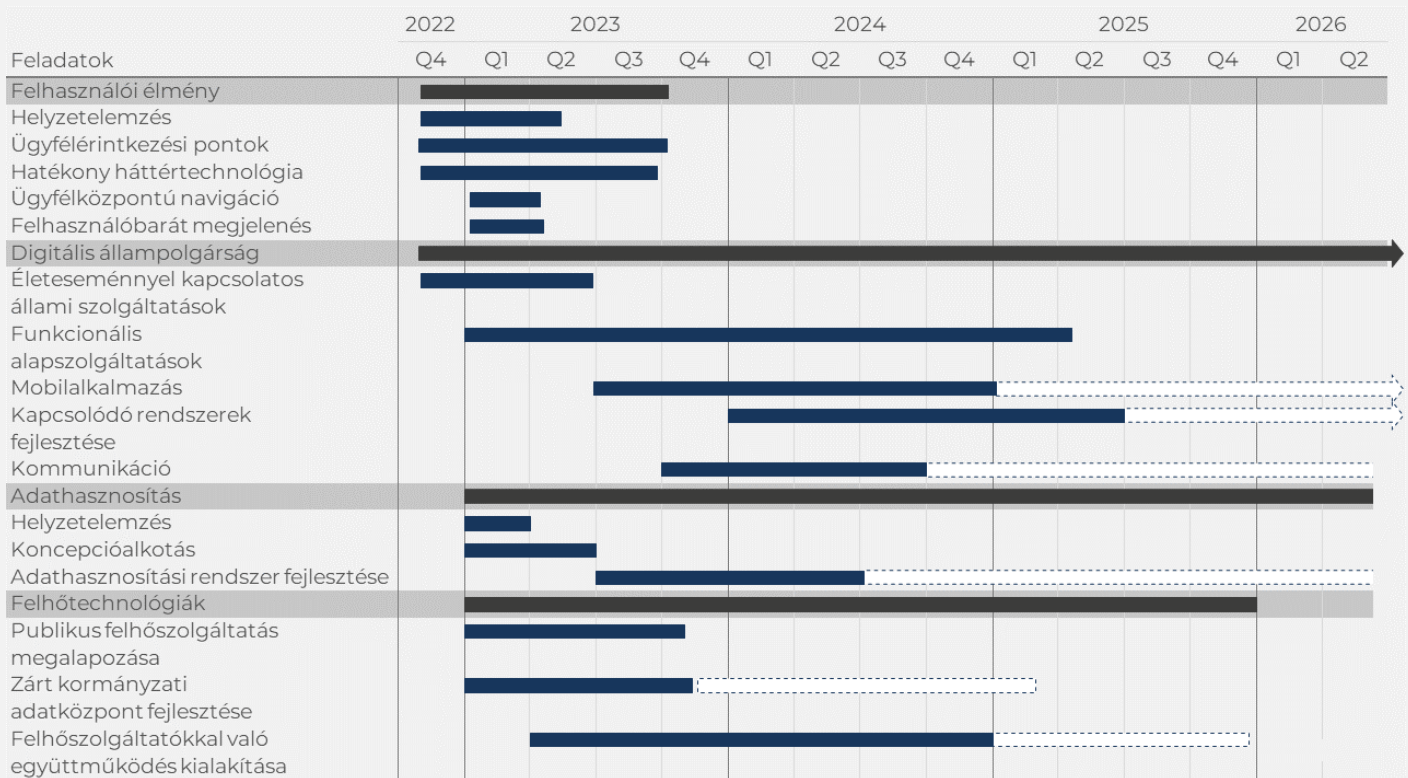 2022 2023 2024 2025 2026
Feladatok Q4 Q1 Q2 Q3 Q4 Q1 Q2 Q3 Q4 Q1 Q2 Q3 Q4 Q1 Q2
Felhasználói élmény
Helyzetelemzés
Ügyfélérintkezési pontok
Hatékony háttértechnológia
Ügyfélközpontú navigáció
Felhasználóbarát megjelenés
Digitális állampolgárság
Életeseménnyel kapcsolatos
állami szolgáltatások
Funkcionális
alapszolgáltatások
Mobilalkalmazás
Kapcsolódó rendszerek
fejlesztése
Kommunikáció
Adathasznosítás
Helyzetelemzés
Koncepcióalkotás
Adathasznosítási rendszer fejlesztése
Felhőtechnológiák
Publikus felhőszolgáltatás
megalapozása
Zárt kormányzati
adatközpont fejlesztése
Felhőszolgáltatókkal való
együttműködés kialakítása